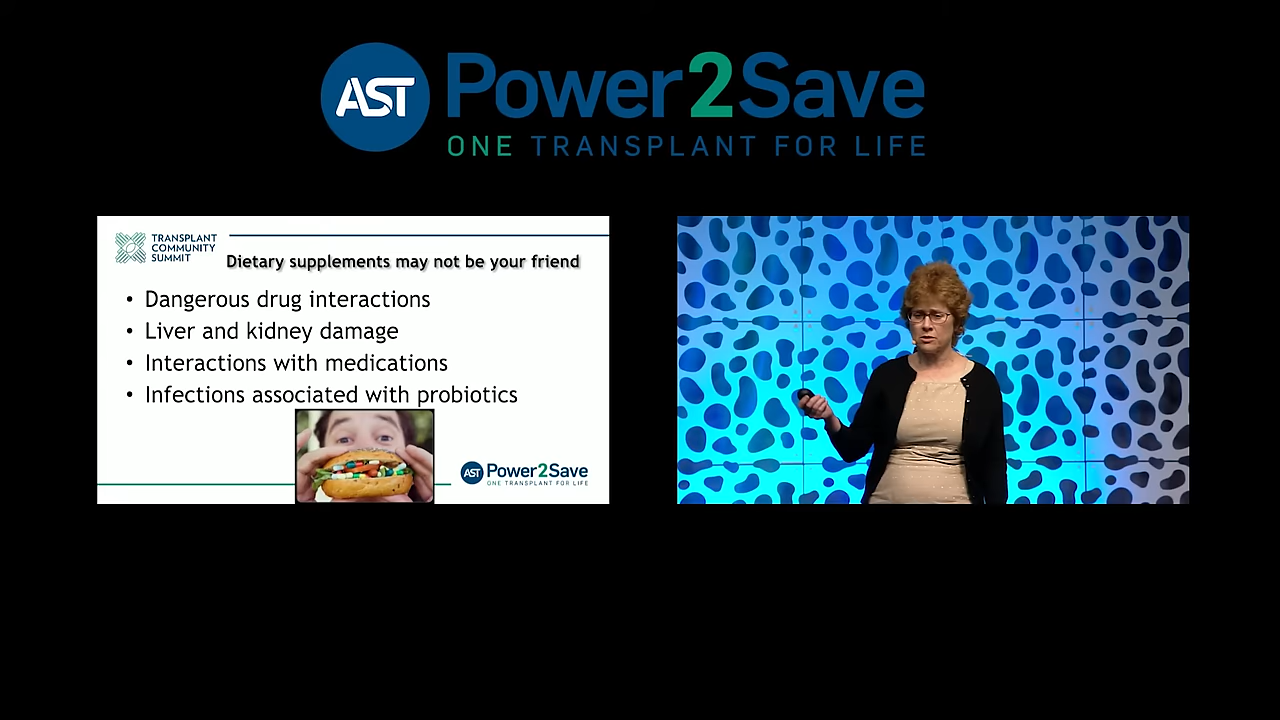 AST Power2Save
ONE TRANSPLANT FOR LIFE
TRANSPLANT
COMMUNITY
SUMMIT
Dietary supplements may not be your friend
• Dangerous drug interactions
• Liver and kidney damage
• Interactions with medications
• Infections associated with probiotics
AST Power2Save
ONE TRANSPLANT FOR LIFE